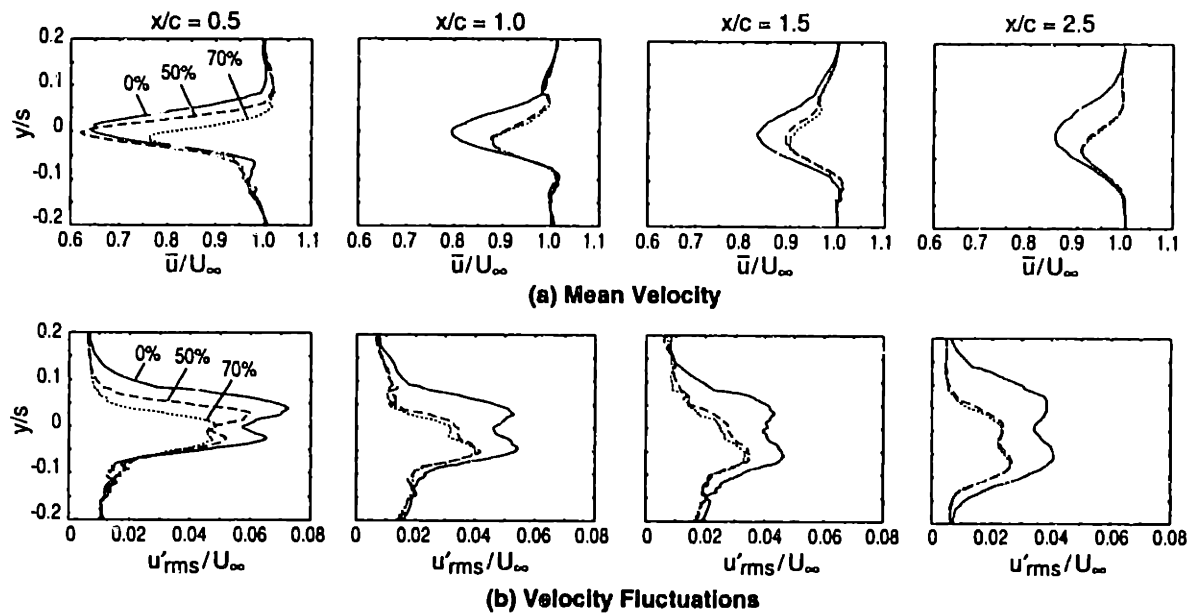 x/c = 0.5 x/c = 1.0 x/c = 1.5 x/c = 2.5
0.2
0.1
0
-0.1
-0.2
y/s
0% 50% 70%
0.6 0.7 0.8 0.9 1.0 1.1 0.6 0.7 0.8 0.9 1.0 1.1 0.6 0.7 0.8 0.9 1.0 1.1 0.6 0.7 0.8 0.9 1.0 1.1
u̅/U∞ u̅/U∞ u̅/U∞ u̅/U∞
(a) Mean Velocity
0.2
0.1
0
-0.1
-0.2
y/s
0% 50% 70%
0 0.02 0.04 0.06 0.08 0 0.02 0.04 0.06 0.08 0 0.02 0.04 0.06 0.08 0 0.02 0.04 0.06 0.08
u'rms/U∞ u'rms/U∞ u'rms/U∞ u'rms/U∞
(b) Velocity Fluctuations